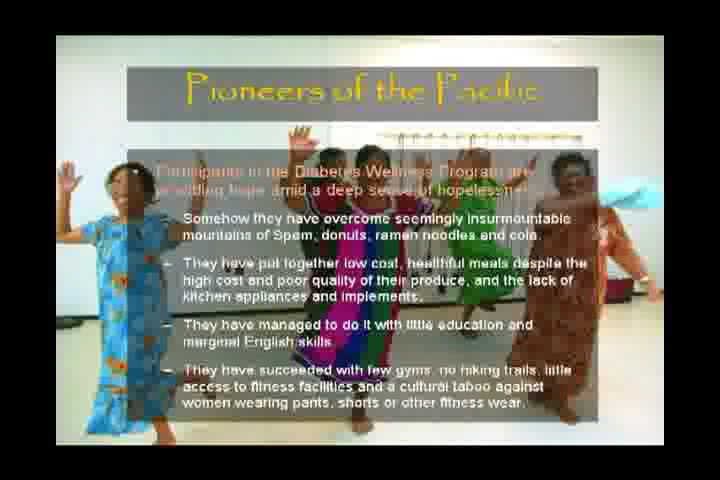 Pioneers of the Pacific
Participants in the Diabetes Wellness Program are
providing hope amid a deep sense of hopelessness
Somehow they have overcome seemingly insurmountable
mountains of Spam, donuts, ramen noodles and cola.
– They have put together low cost, healthful meals despite the
high cost and poor quality of their produce, and the lack of
kitchen appliances and implements.
– They have managed to do it with little education and
marginal English skills.
– They have succeeded with few gyms, no hiking trails, little
access to fitness facilities and a cultural taboo against
women wearing pants, shorts or other fitness wear.